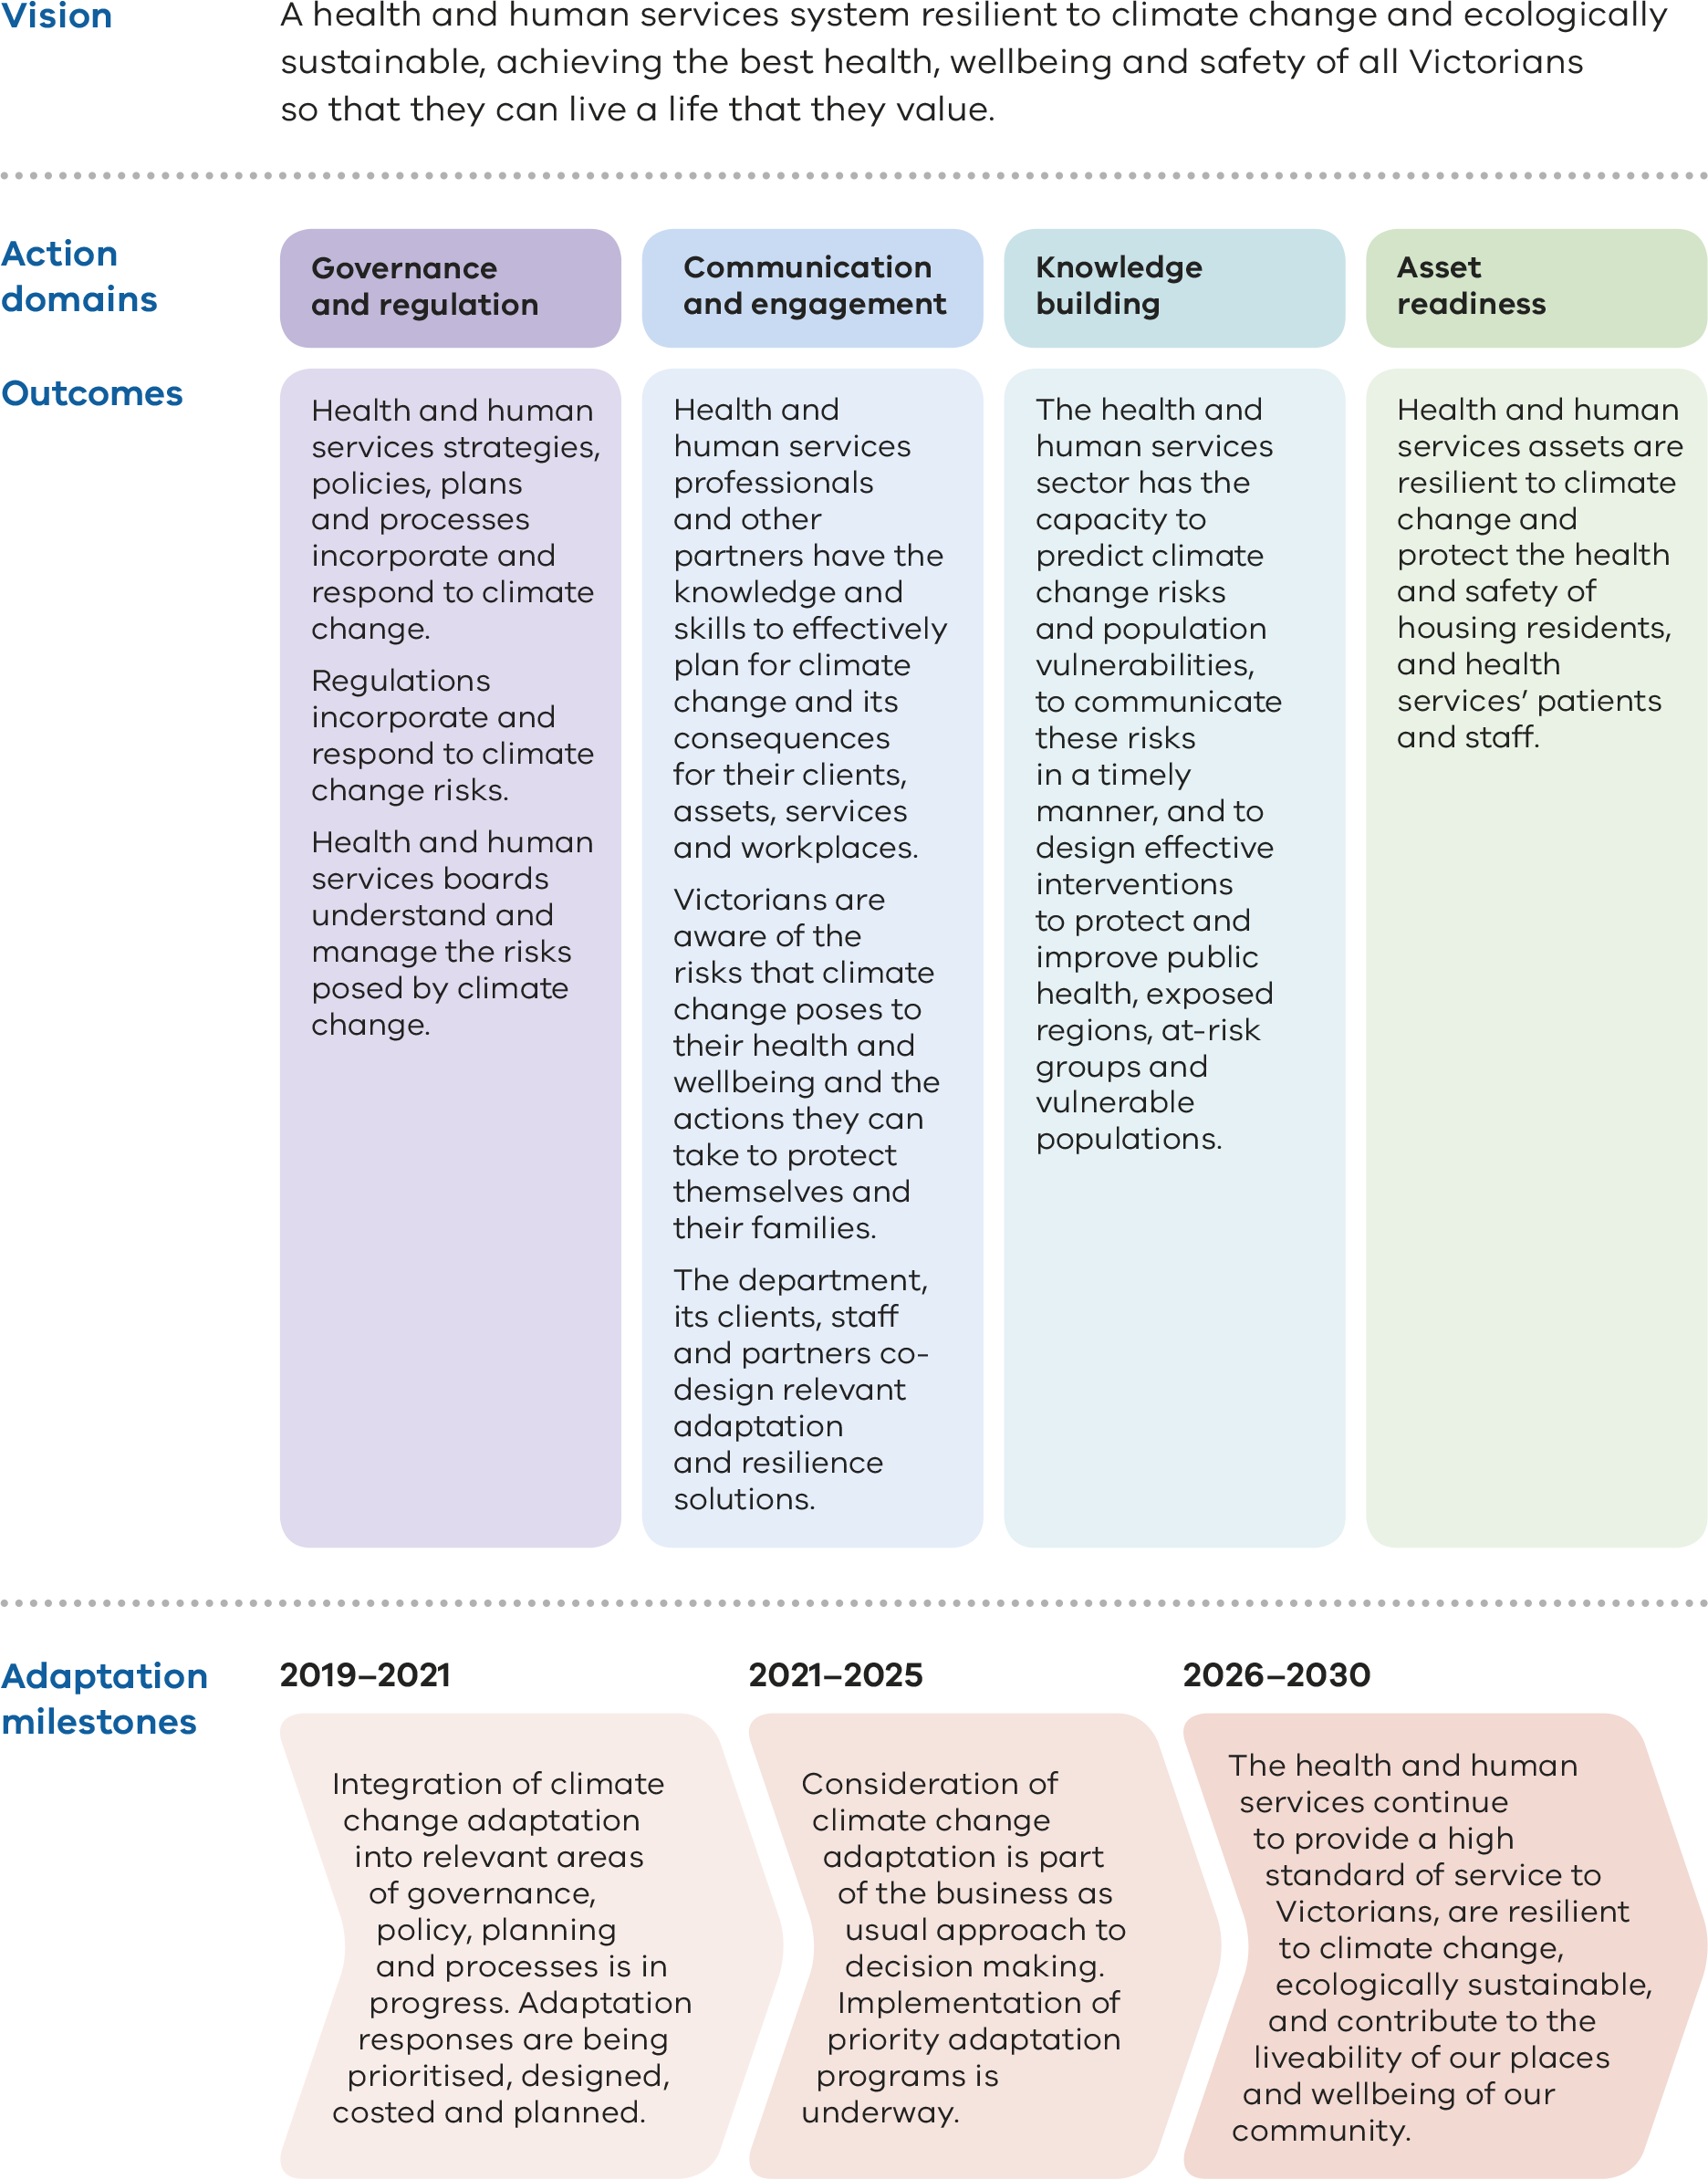 Vision
A health and human services system resilient to climate change and ecologically
sustainable, achieving the best health, wellbeing and safety of all Victorians
so that they can live a life that they value.
Action
domains
Governance
and regulation
Communication
and engagement
Knowledge
building
Asset
readiness
Outcomes
Health and human
services strategies,
policies, plans
and processes
incorporate and
respond to climate
change.
Regulations
incorporate and
respond to climate
change risks.
Health and human
services boards
understand and
manage the risks
posed by climate
change.
Health and
human services
professionals
and other
partners have the
knowledge and
skills to effectively
plan for climate
change and its
consequences
for their clients,
assets, services
and workplaces.
Victorians are
aware of the
risks that climate
change poses to
their health and
wellbeing and the
actions they can
take to protect
themselves and
their families.
The department,
its clients, staff
and partners co-
design relevant
adaptation
and resilience
solutions.
The health and
human services
sector has the
capacity to
predict climate
change risks
and population
vulnerabilities,
to communicate
these risks
in a timely
manner, and to
design effective
interventions
to protect and
improve public
health, exposed
regions, at-risk
groups and
vulnerable
populations.
Health and human
services assets are
resilient to climate
change and
protect the health
and safety of
housing residents,
and health
services’ patients
and staff.
Adaptation
milestones
2019–2021
Integration of climate
change adaptation
into relevant areas
of governance,
policy, planning
and processes is in
progress. Adaptation
responses are being
prioritised, designed,
costed and planned.
2021–2025
Consideration of
climate change
adaptation is part
of the business as
usual approach to
decision making.
Implementation of
priority adaptation
programs is
underway.
2026–2030
The health and human
services continue
to provide a high
standard of service to
Victorians, are resilient
to climate change,
ecologically sustainable,
and contribute to the
liveability of our places
and wellbeing of our
community.